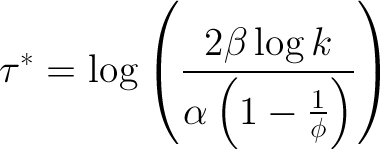 τ* = log ( 2β log k / α (1 − 1/ϕ) )